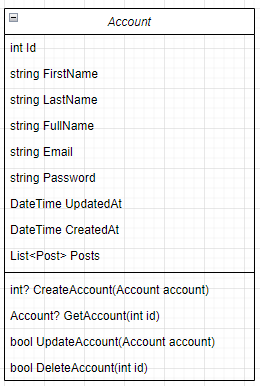 Account
int Id
string FirstName
string LastName
string FullName
string Email
string Password
DateTime UpdatedAt
DateTime CreatedAt
List<Post> Posts
int? CreateAccount(Account account)
Account? GetAccount(int id)
bool UpdateAccount(Account account)
bool DeleteAccount(int id)